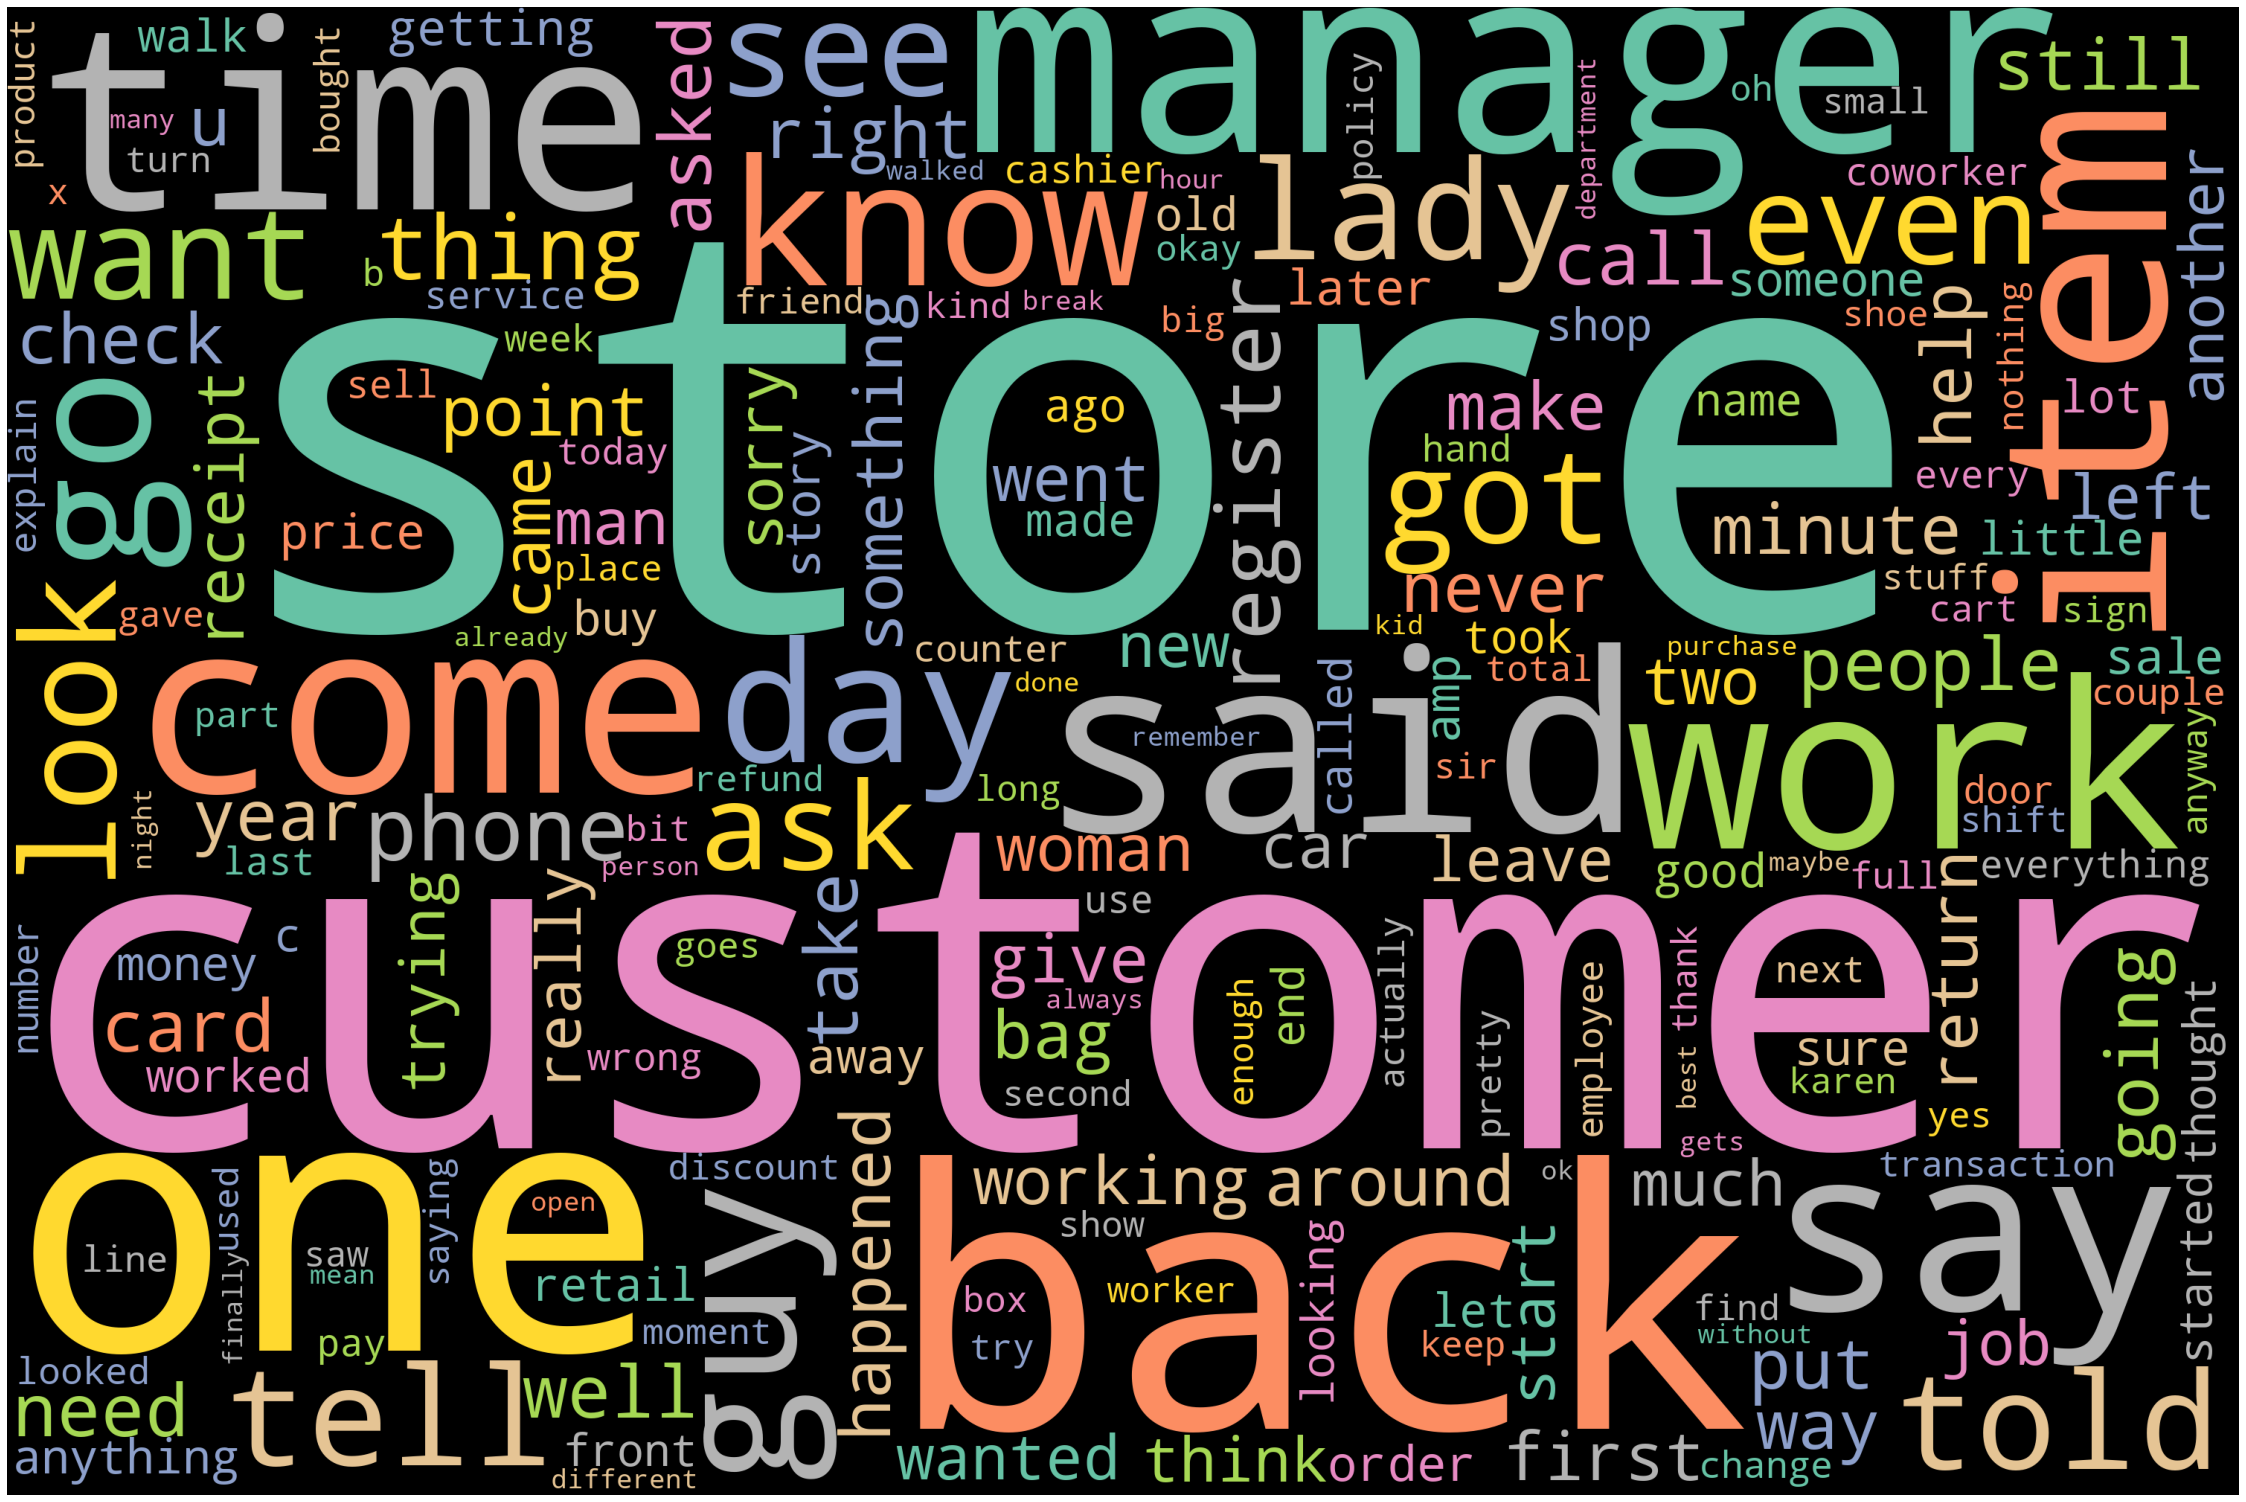 product
walk
getting
bought
time
many
u
turn
x
asked
see
manager
right
walked
cashier
hour
policy
department
oh
small
still
coworker
item
another
want
b
thing
service
know
old
okay
lady
call
even
someone
check
friend
kind
break
big
later
shop
shoe
help
nothing
week
store
something
register
explain
go
receipt
sell
point
today
sorry
story
ago
went
made
make
name
hand
got
lot
every
left
price
came
man
place
minute
little
stuff
look
gave
already
buy
never
cart
sign
counter
new
kid
took
purchase
come
day
done
said
total
two
people
sale
couple
part
called
amp
work
remember
refund
long
sir
door
anyway
night
year
phone
bit
ask
woman
car
leave
shift
last
person
good
maybe
full
everything
customer
trying
really
take
use
return
number
money
c
goes
give
always
enough
end
actually
employee
thank
next
going
thought
card
worked
wrong
away
bag
second
pretty
best
sure
karen
yes
one
discount
happened
working
around
ok
gets
much
transaction
say
used
saying
open
guy
back
show
line
saw
mean
finally
retail
box
worker
looking
let
start
find
started
pay
moment
try
keep
without
job
looked
need
tell
well
put
told
anything
front
different
wanted
think
order
first
change
way